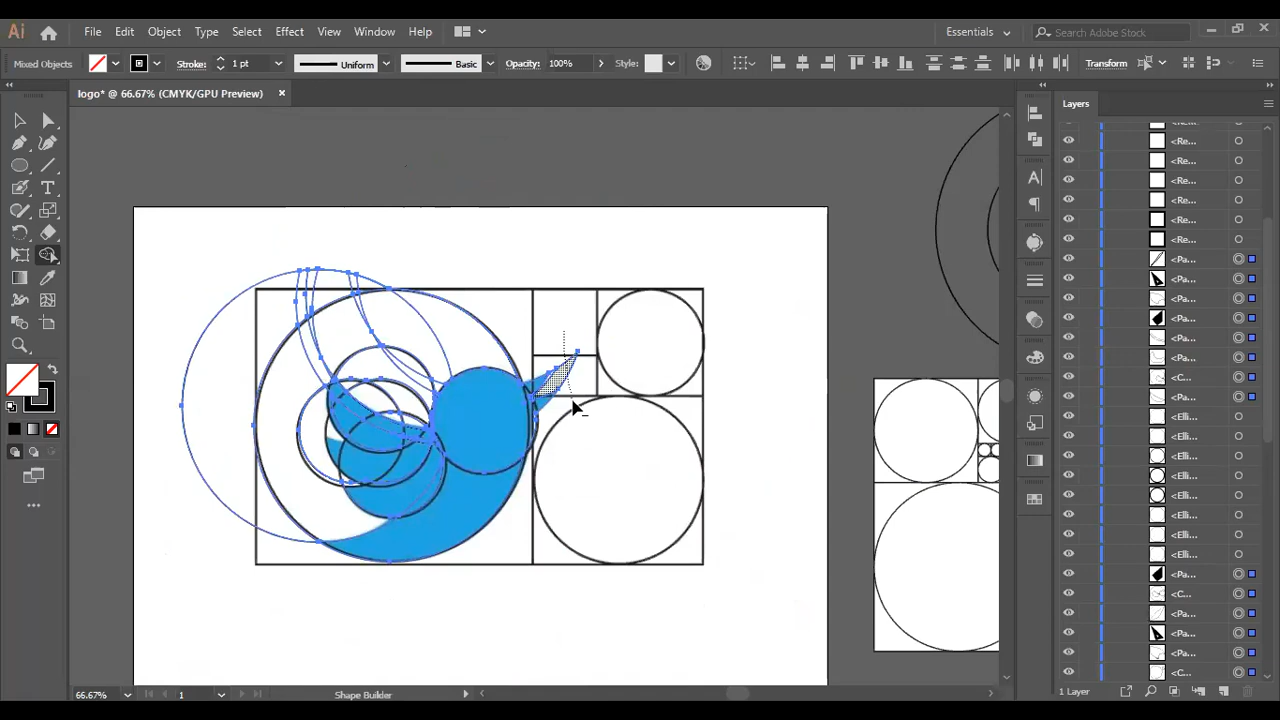 Ai File Edit Object Type Select Effect View Window Help Essentials Search Adobe Stock
Mixed Objects Stroke: 1 pt Uniform Basic Opacity: 100% Style: Transform
logo* @ 66.67% (CMYK/GPU Preview) ×
Layers
<Re...
<Re...
<Re...
<Re...
<Re...
<Re...
<Pa...
<Pa...
<Pa...
<Pa...
<Pa...
<Pa...
<C...
<Pa...
<Elli...
<Elli...
<Elli...
<Elli...
<Elli...
<Elli...
<Elli...
<Elli...
<Pa...
<C...
<Pa...
<Pa...
<Pa...
<C...
66.67% 1 Shape Builder 1 Layer